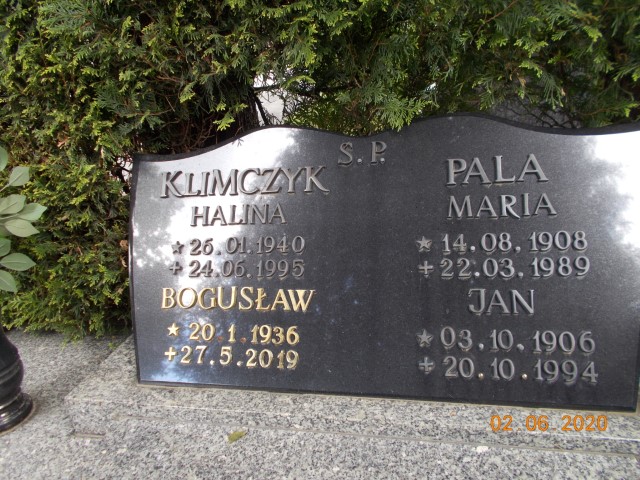 Ś.P.
KLIMCZYK
HALINA
* 26.01.1940
+ 24.06.1995
BOGUSŁAW
* 20.1.1936
+ 27.5.2019
PALA
MARIA
* 14.08.1908
+ 22.03.1989
JAN
* 03.10.1906
+ 20.10.1994
02 06 2020